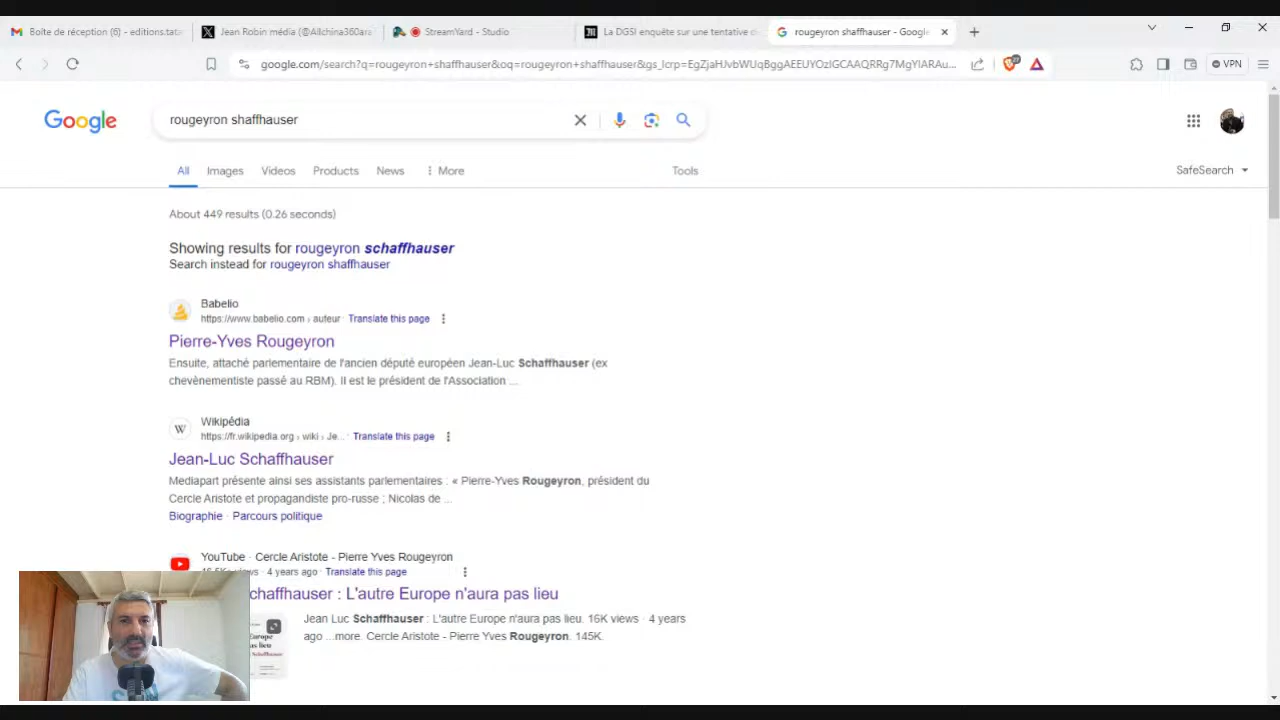 Boîte de réception (6) - editions.tata
Jean Robin média (@Ailchina360ara
StreamYard - Studio
La DGSI enquête sur une tentative d
rougeyron shaffhauser - Google
google.com/search?q=rougeyron+shaffhauser&oq=rougeyron+shaffhauser&gs_lcrp=
VPN
Google
rougeyron shaffhauser
All
Images
Videos
Products
News
More
Tools
SafeSearch
About 449 results (0.26 seconds)
Showing results for rougeyron schaffhauser
Search instead for rougeyron shaffhauser
Babelio
https://www.babelio.com › auteur · Translate this page
Pierre-Yves Rougeyron
Ensuite, attaché parlementaire de l'ancien député européen Jean-Luc Schaffhauser (ex
chevènementiste passé au RBM). Il est le président de l'Association ...
Wikipédia
W
https://fr.wikipedia.org › wiki › Je... · Translate this page
Jean-Luc Schaffhauser
Mediapart présente ainsi ses assistants parlementaires : « Pierre-Yves Rougeyron, président du
Cercle Aristote et propagandiste pro-russe ; Nicolas de ...
Biographie · Parcours politique
YouTube · Cercle Aristote - Pierre Yves Rougeyron
views · 4 years ago · Translate this page
chaffhauser : L'autre Europe n'aura pas lieu
Jean Luc Schaffhauser : L'autre Europe n'aura pas lieu. 16K views · 4 years
ago ...more. Cercle Aristote - Pierre Yves Rougeyron. 145K.
Europe
as lieu